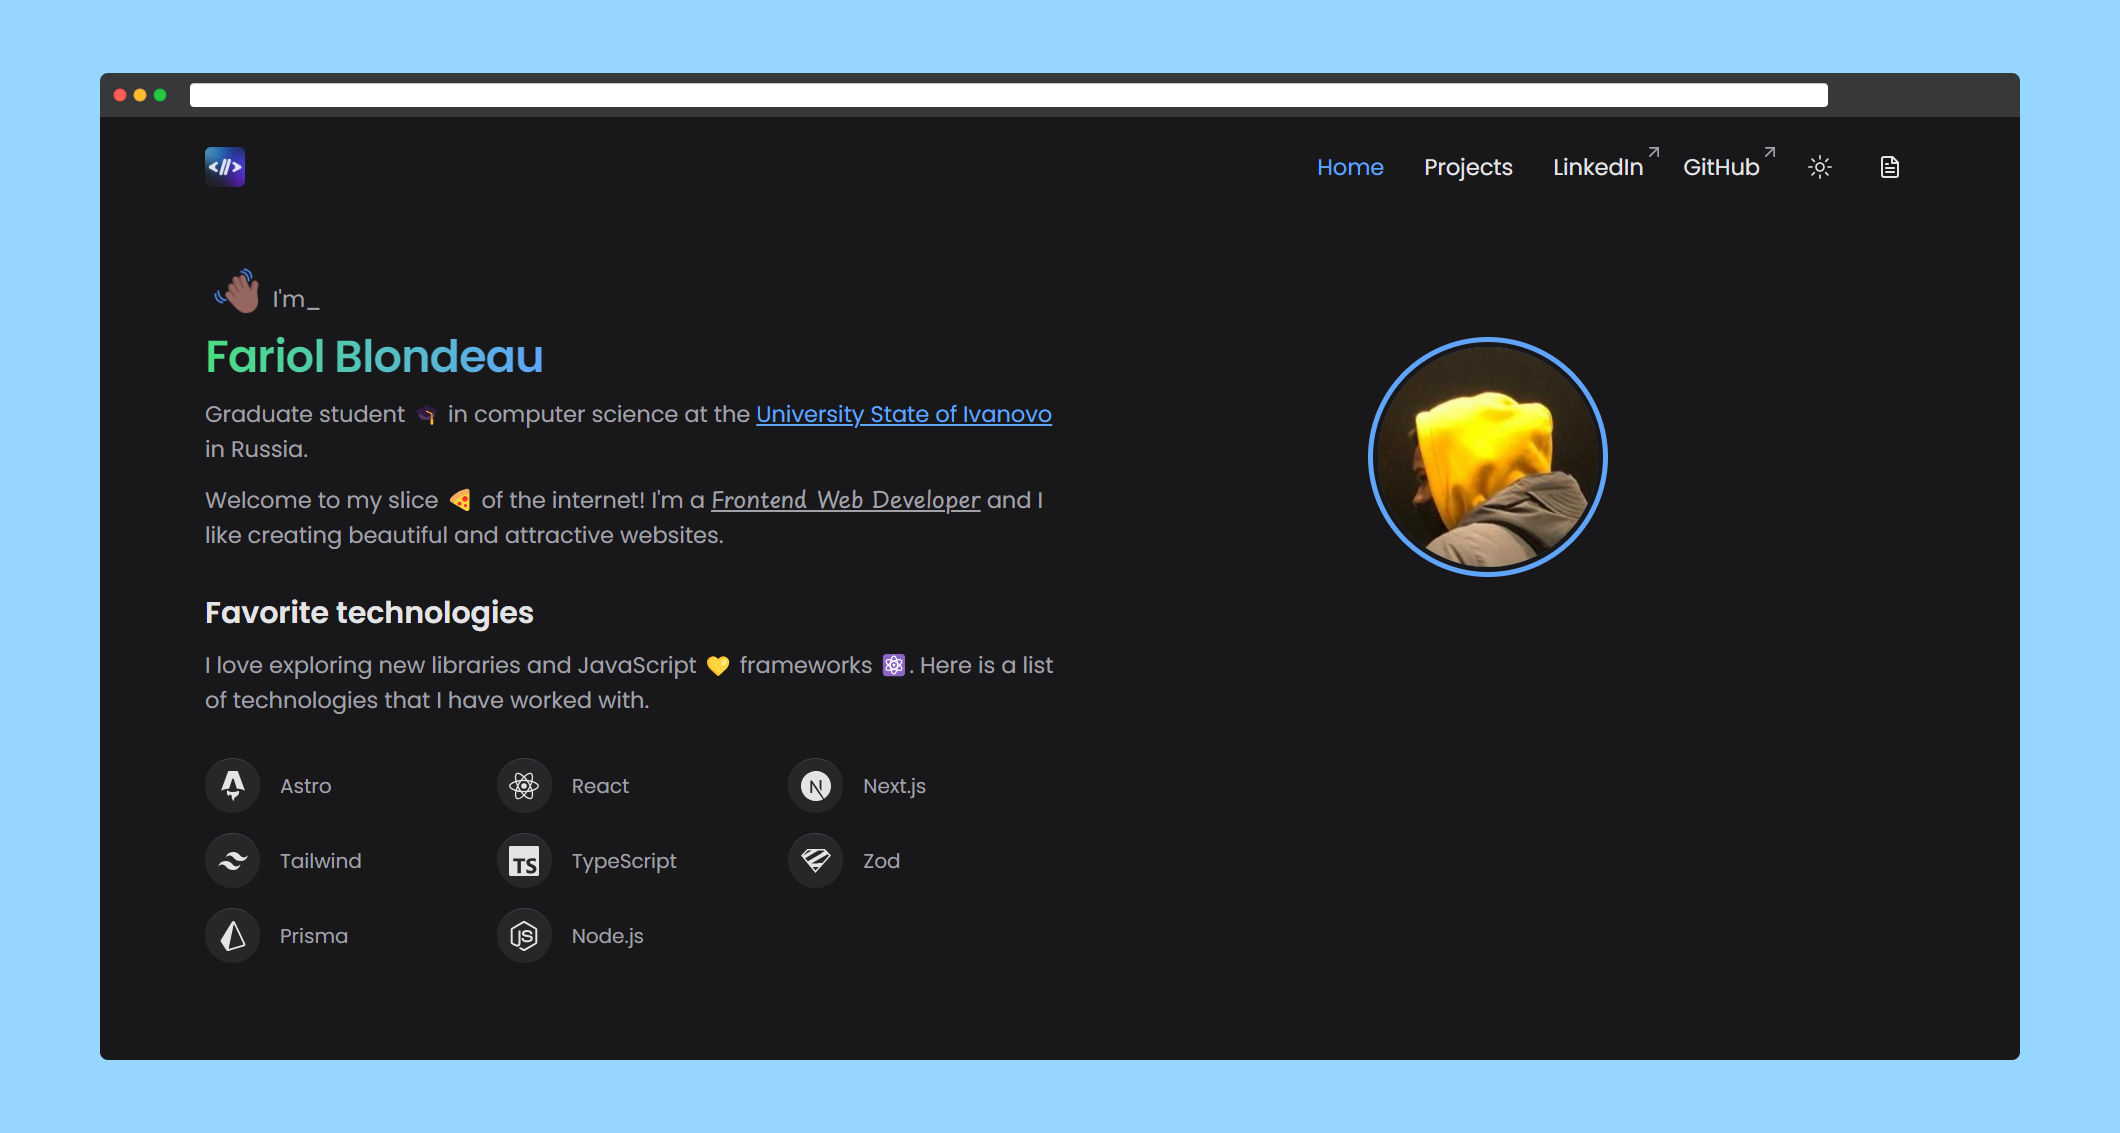 Home Projects LinkedIn GitHub
I'm_
Fariol Blondeau
Graduate student 🎓 in computer science at the University State of Ivanovo
in Russia.
Welcome to my slice 🍕 of the internet! I'm a Frontend Web Developer and I
like creating beautiful and attractive websites.
Favorite technologies
I love exploring new libraries and JavaScript 💛 frameworks ⚛️. Here is a list
of technologies that I have worked with.
Astro React Next.js
Tailwind TS TypeScript Zod
Prisma JS Node.js